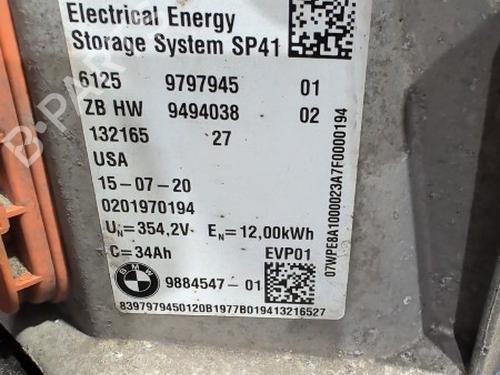 Electrical Energy
Storage System SP41
6125 9797945 01
ZB HW 9494038 02
132165 27
USA
15-07-20
0201970194
UN=354,2V EN=12,00kWh
C=34Ah EVP01
BMW
9884547-01
8397979450120B1977B019413216527
07WPE8A1000023A7F0000194
B-PARTS